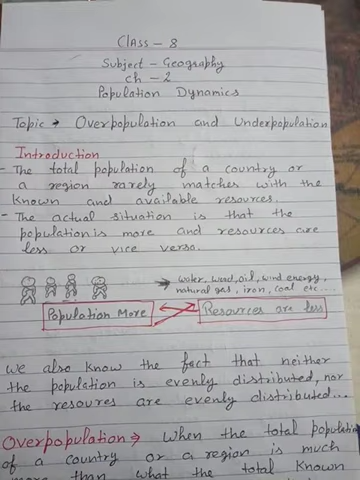 Class - 8
Subject - Geography
Ch - 2
Population Dynamics
Topic → Overpopulation and Underpopulation
Introduction
- The total population of a country or
a region rarely matches with the
known and available resources.
- The actual situation is that the
population is more and resources are
less or vice versa.
→ water, wood, oil, wind energy,
natural gas, iron, coal etc....
Population More Resources are less
We also know the fact that neither
the population is evenly distributed, nor
the resoures are evenly distributed...
Overpopulation → When the total population
of a country or a region is much
more than what the total known